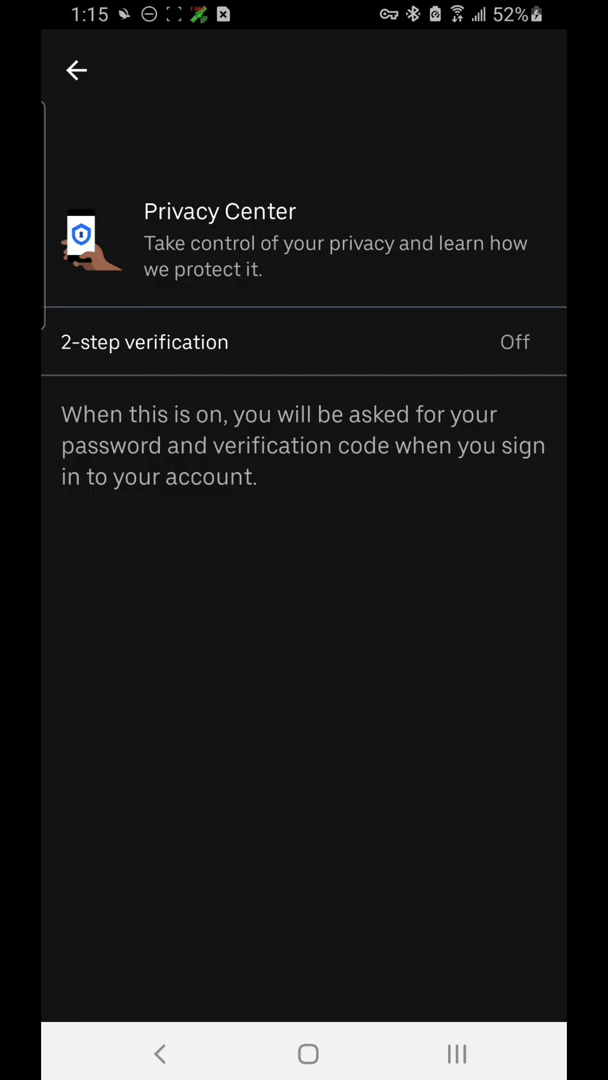 1:15 52%
Privacy Center
Take control of your privacy and learn how
we protect it.
2-step verification Off
When this is on, you will be asked for your
password and verification code when you sign
in to your account.